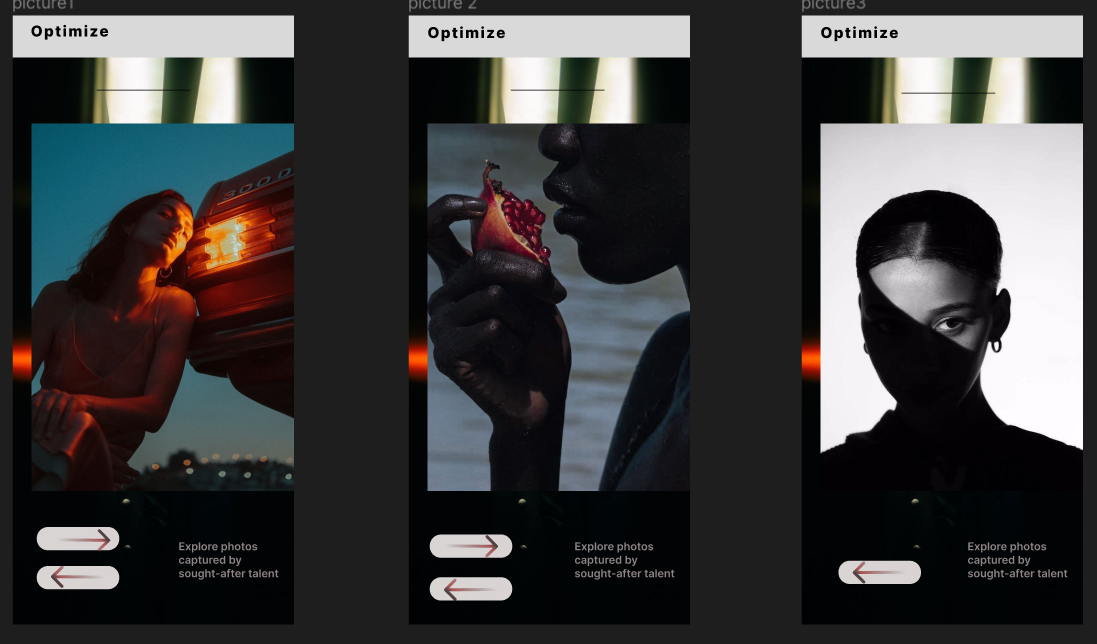 picture1
picture 2
picture3
Optimize
Optimize
Optimize
3000
Explore photos
captured by
sought-after talent
Explore photos
captured by
sought-after talent
Explore photos
captured by
sought-after talent